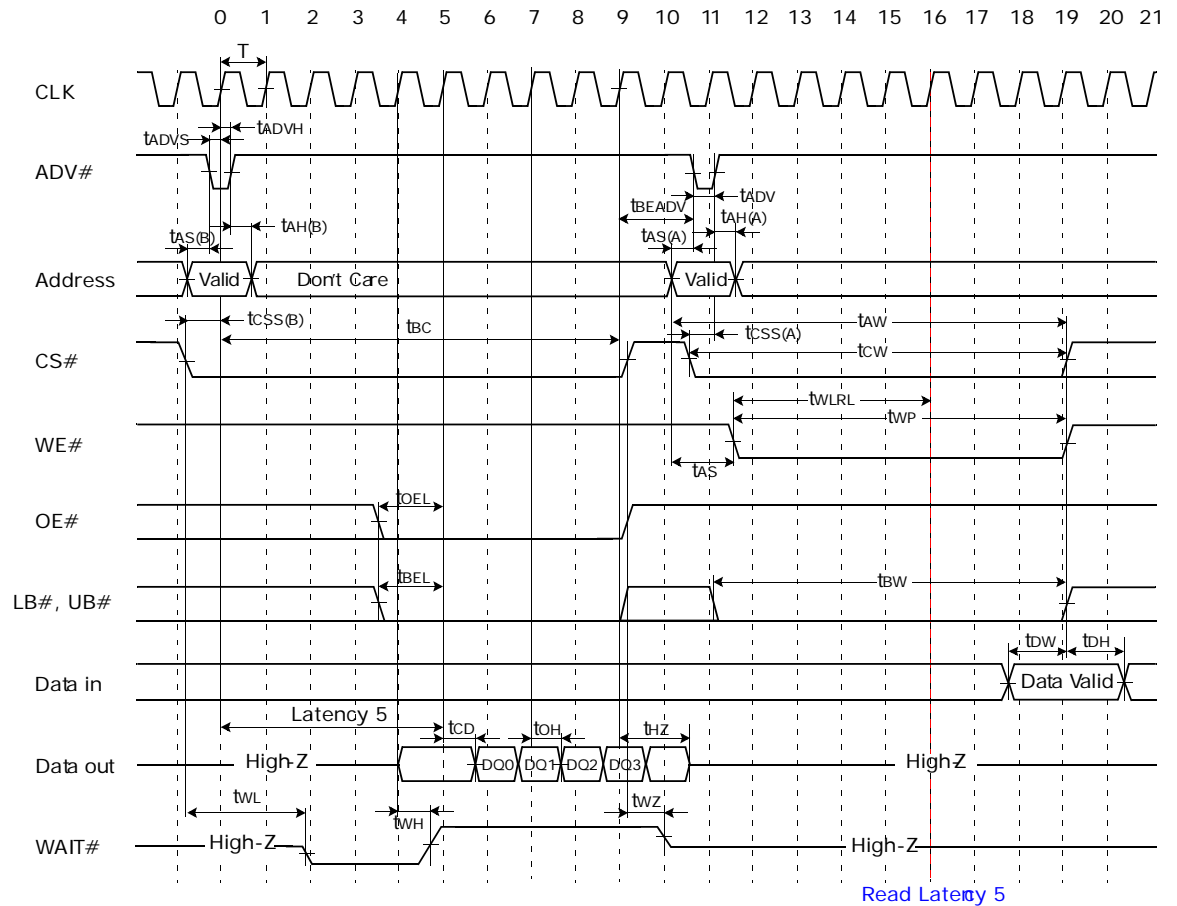 0 1 2 3 4 5 6 7 8 9 10 11 12 13 14 15 16 17 18 19 20 21
T
CLK
tADVH
tADVS
ADV#
tADV
tBEADV
tAH(A)
tAH(B)
tAS(B)
tAS(A)
Address
Valid
Don't Care
Valid
tCSS(B)
tBC
tAW
tCSS(A)
CS#
tCW
tWLRL
tWP
WE#
tAS
tOEL
OE#
tBEL
tBW
LB#, UB#
tDW
tDH
Data in
Data Valid
Latency 5
tCD
tOH
tHZ
Data out
High-Z
DQ0
DQ1
DQ2
DQ3
High-Z
tWL
tWH
tWZ
WAIT#
High-Z
High-Z
Read Latency 5